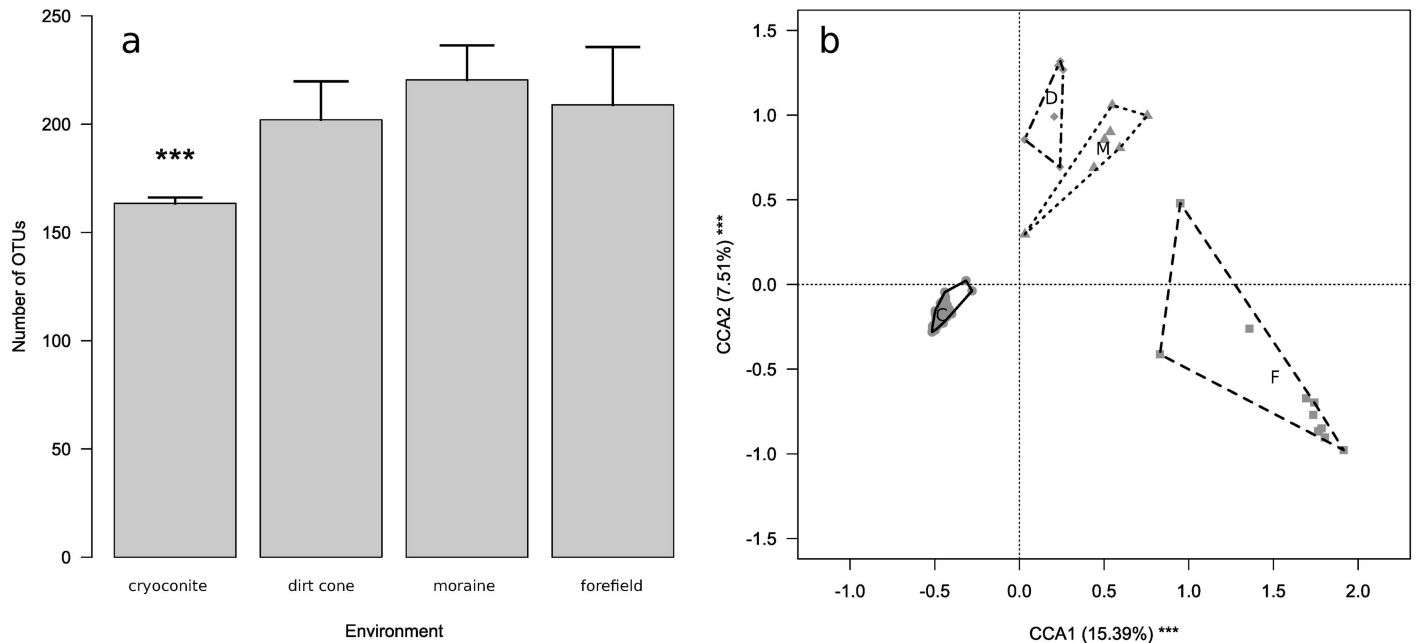 a
250
200
150
100
50
0
Number of OTUs
***
cryoconite dirt cone moraine forefield
Environment
b
1.5
1.0
0.5
0.0
-0.5
-1.0
-1.5
CCA2 (7.51%) ***
D
M
C
F
-1.0 -0.5 0.0 0.5 1.0 1.5 2.0
CCA1 (15.39%) ***